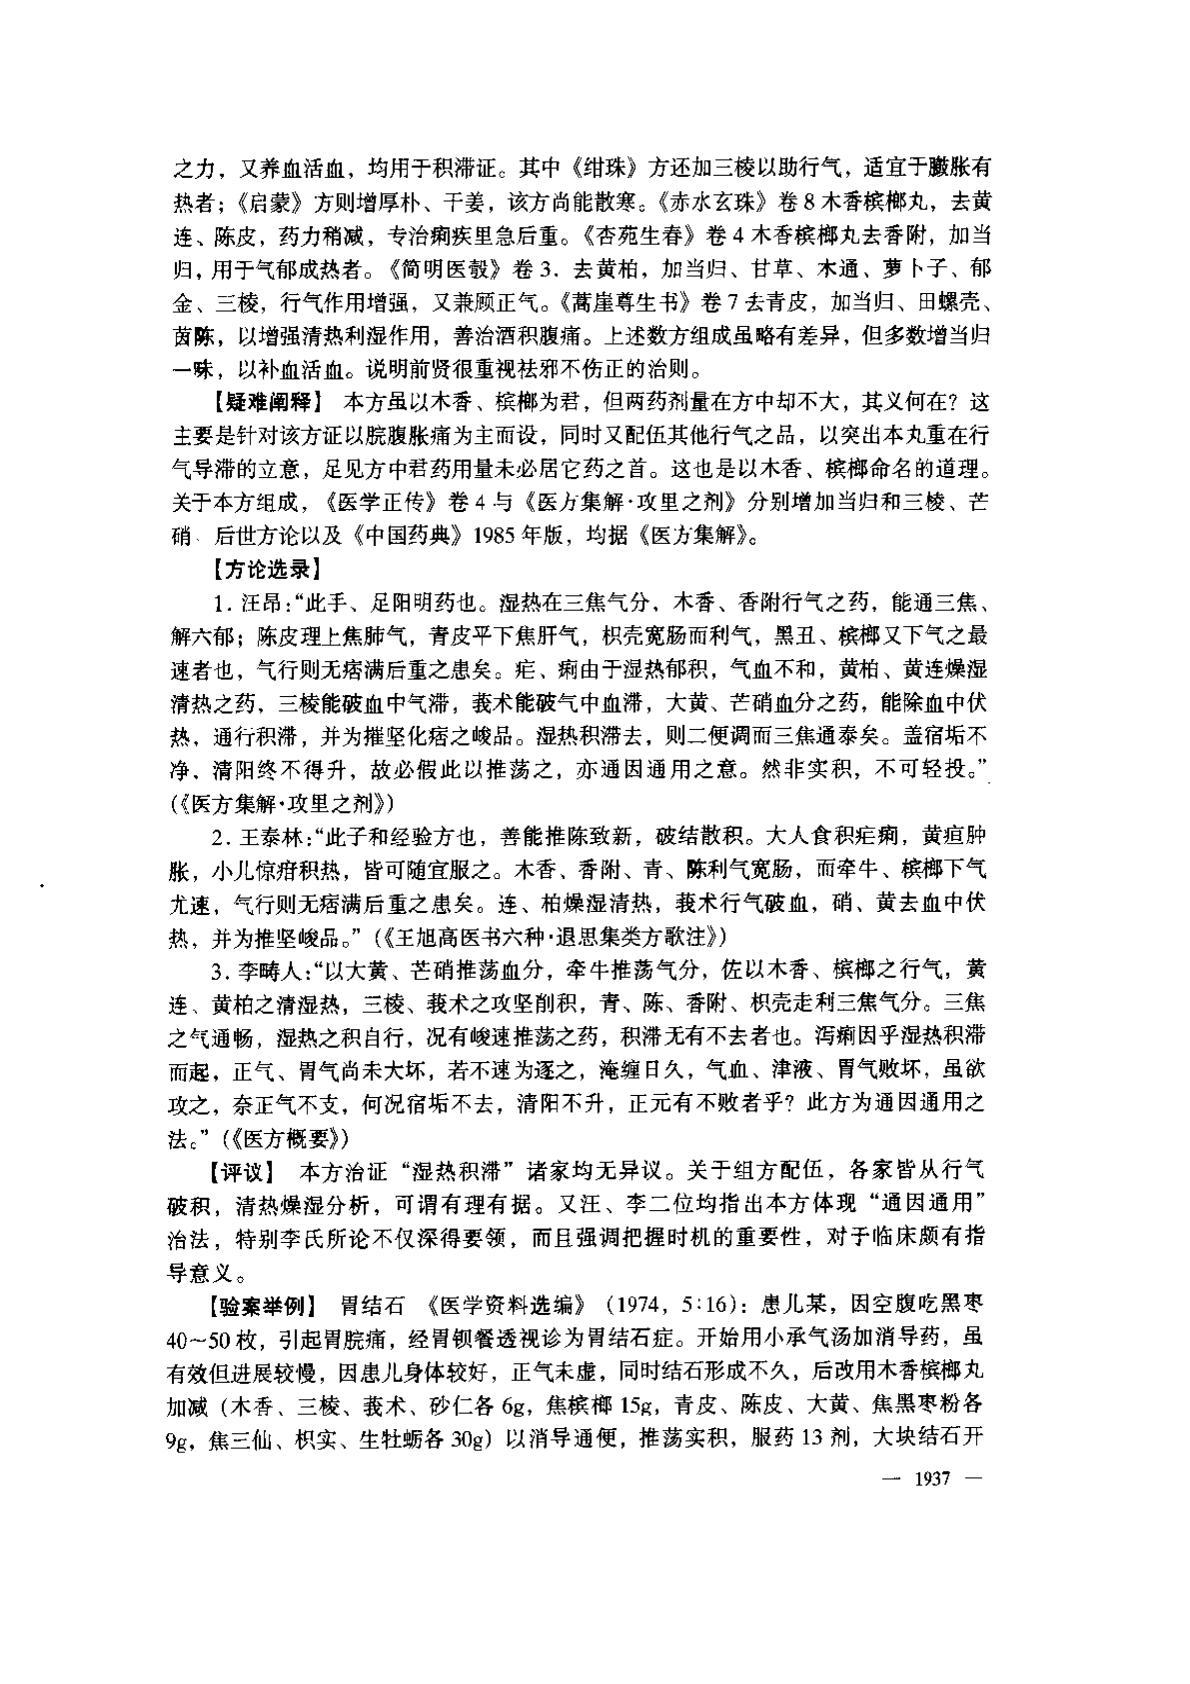 之力，又养血活血，均用于积滞证。其中《绀珠》方还加三棱以助行气，适宜于臌胀有
热者；《启蒙》方则增厚朴、干姜，该方尚能散寒。《赤水玄珠》卷8木香槟榔丸，去黄
连、陈皮，药力稍减，专治痢疾里急后重。《杏苑生春》卷4木香槟榔丸去香附，加当
归，用于气郁成热者。《简明医彀》卷3．去黄柏，加当归、甘草、木通、萝卜子、郁
金、三棱，行气作用增强，又兼顾正气。《蒿崖尊生书》卷7去青皮，加当归、田螺壳、
茵陈，以增强清热利湿作用，善治酒积腹痛。上述数方组成虽略有差异，但多数增当归
一味，以补血活血。说明前贤很重视祛邪不伤正的治则。
【疑难阐释】 本方虽以木香、槟榔为君，但两药剂量在方中却不大，其义何在？这
主要是针对该方证以脘腹胀痛为主而设，同时又配伍其他行气之品，以突出本丸重在行
气导滞的立意，足见方中君药用量未必居它药之首。这也是以木香、槟榔命名的道理。
关于本方组成，《医学正传》卷4与《医方集解·攻里之剂》分别增加当归和三棱、芒
硝、后世方论以及《中国药典》1985年版，均据《医方集解》。
【方论选录】
1. 汪昂：“此手、足阳明药也。湿热在三焦气分，木香、香附行气之药，能通三焦、
解六郁；陈皮理上焦肺气，青皮平下焦肝气，枳壳宽肠而利气，黑丑、槟榔又下气之最
速者也，气行则无痞满后重之患矣。疟、痢由于湿热郁积，气血不和，黄柏、黄连燥湿
清热之药，三棱能破血中气滞，莪术能破气中血滞，大黄、芒硝血分之药，能除血中伏
热，通行积滞，并为摧坚化痞之峻品。湿热积滞去，则二便调而三焦通泰矣。盖宿垢不
净，清阳终不得升，故必假此以推荡之，亦通因通用之意。然非实积，不可轻投。”
（《医方集解·攻里之剂》）
2. 王泰林：“此子和经验方也，善能推陈致新，破结散积。大人食积疟痢，黄疸肿
胀，小儿惊疳积热，皆可随宜服之。木香、香附、青、陈利气宽肠，而牵牛、槟榔下气
尤速，气行则无痞满后重之患矣。连、柏燥湿清热，莪术行气破血，硝、黄去血中伏
热，并为推坚峻品。”（《王旭高医书六种·退思集类方歌注》）
3. 李畴人：“以大黄、芒硝推荡血分，牵牛推荡气分，佐以木香、槟榔之行气，黄
连、黄柏之清湿热，三棱、莪术之攻坚削积，青、陈、香附、枳壳走利三焦气分。三焦
之气通畅，湿热之积自行，况有峻速推荡之药，积滞无有不去者也。泻痢因乎湿热积滞
而起，正气、胃气尚未大坏，若不速为逐之，淹缠日久，气血、津液、胃气败坏，虽欲
攻之，奈正气不支，何况宿垢不去，清阳不升，正元有不败者乎？此方为通因通用之
法。”（《医方概要》）
【评议】 本方治证“湿热积滞”诸家均无异议。关于组方配伍，各家皆从行气
破积，清热燥湿分析，可谓有理有据。又汪、李二位均指出本方体现“通因通用”
治法，特别李氏所论不仅深得要领，而且强调把握时机的重要性，对于临床颇有指
导意义。
【验案举例】 胃结石 《医学资料选编》（1974，5∶16）：患儿某，因空腹吃黑枣
40～50枚，引起胃脘痛，经胃钡餐透视诊为胃结石症。开始用小承气汤加消导药，虽
有效但进展较慢，因患儿身体较好，正气未虚，同时结石形成不久，后改用木香槟榔丸
加减（木香、三棱、莪术、砂仁各6g，焦槟榔15g，青皮、陈皮、大黄、焦黑枣粉各
9g，焦三仙、枳实、生牡蛎各30g）以消导通便，推荡实积，服药13剂，大块结石开
— 1937 —